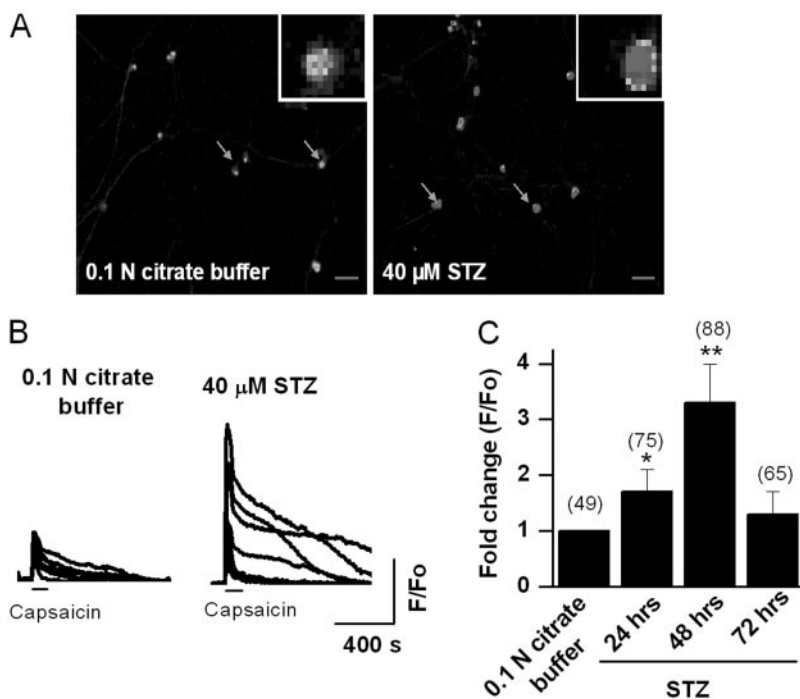 A
0.1 N citrate buffer
40 µM STZ
B
0.1 N citrate
buffer
40 µM STZ
Capsaicin
Capsaicin
F/Fo
400 s
C
Fold change (F/Fo)
4
3
2
1
0
(49)
(75)
*
(88)
**
(65)
0.1 N citrate
buffer
24 hrs
48 hrs
72 hrs
STZ